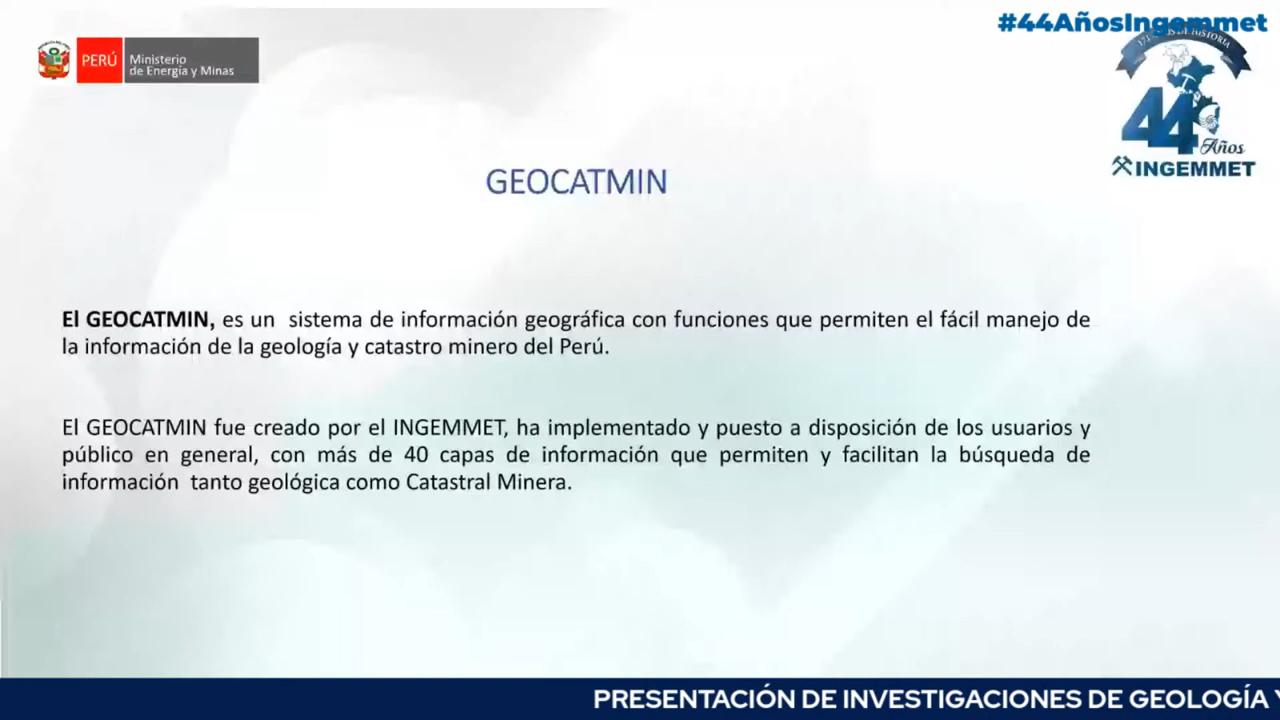 #44AñosIngemmet
PERÚ
Ministerio
de Energía y Minas
DE HISTORIA
44
Años
INGEMMET
GEOCATMIN
El GEOCATMIN, es un sistema de información geográfica con funciones que permiten el fácil manejo de
la información de la geología y catastro minero del Perú.
El GEOCATMIN fue creado por el INGEMMET, ha implementado y puesto a disposición de los usuarios y
público en general, con más de 40 capas de información que permiten y facilitan la búsqueda de
información tanto geológica como Catastral Minera.
PRESENTACIÓN DE INVESTIGACIONES DE GEOLOGÍA Y